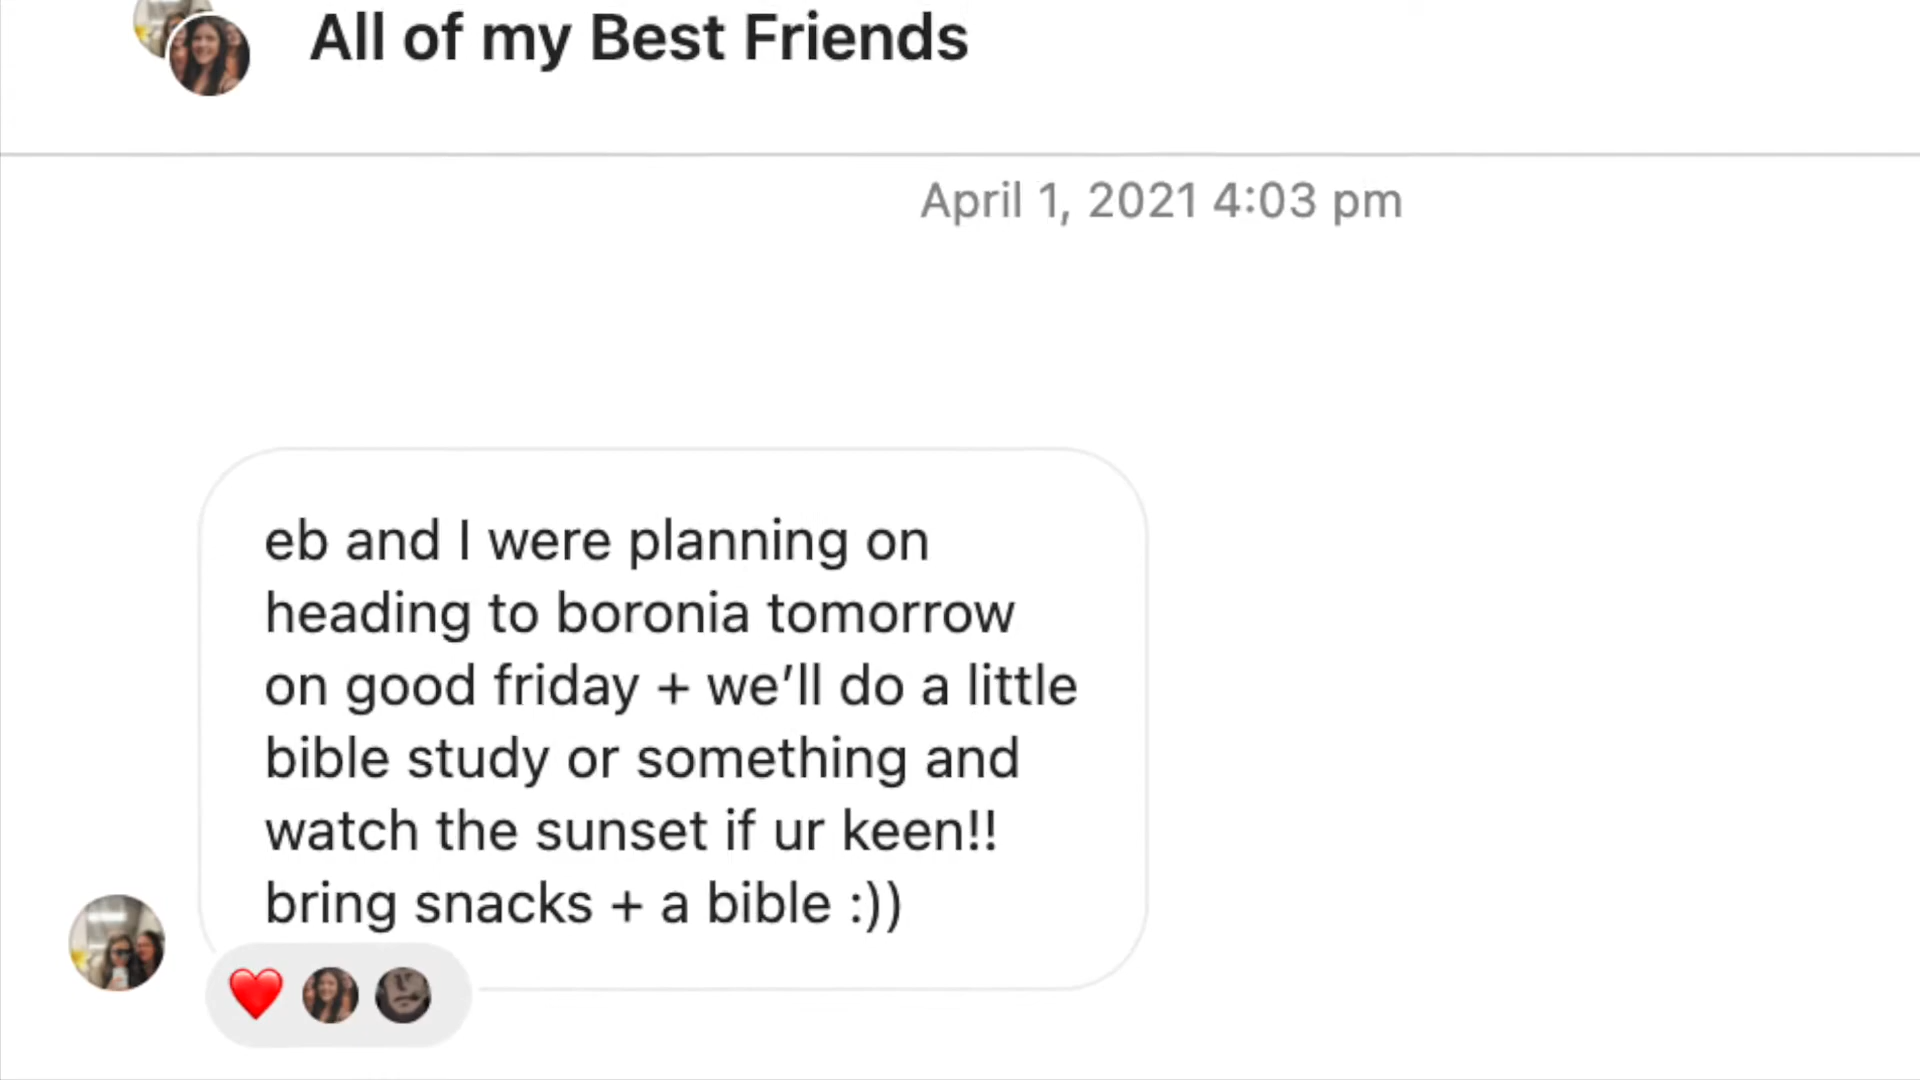 All of my Best Friends
April 1, 2021 4:03 pm
eb and I were planning on
heading to boronia tomorrow
on good friday + we’ll do a little
bible study or something and
watch the sunset if ur keen!!
bring snacks + a bible :))